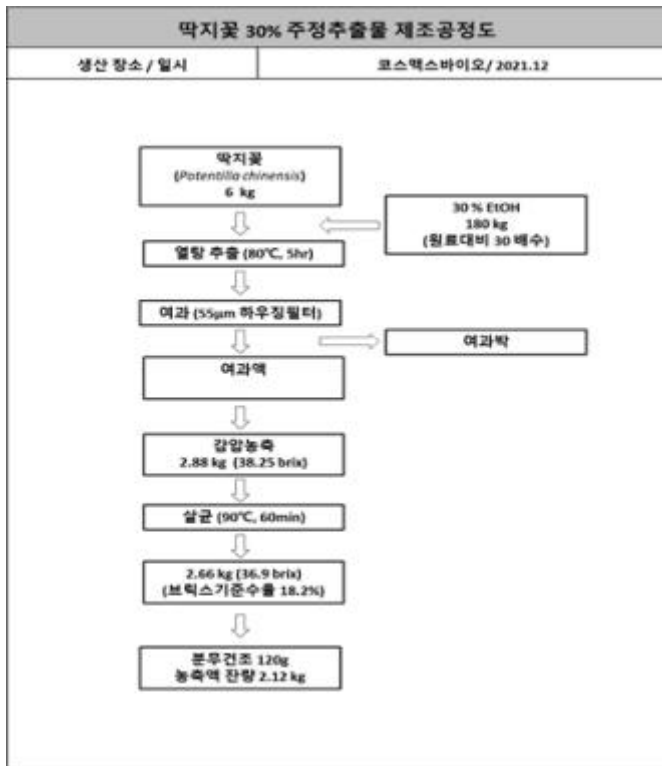 딱지꽃 30% 주정추출물 제조공정도
생산 장소 / 일시
코스맥스바이오/ 2021.12
딱지꽃
(Potentilla chinensis)
6 kg
30 % EtOH
180 kg
(원료대비 30 배수)
열탕 추출 (80℃, 5hr)
여과 (55µm 하우징필터)
여과박
여과액
감압농축
2.88 kg (38.25 brix)
살균 (90℃, 60min)
2.66 kg (36.9 brix)
(브릭스기준수율 18.2%)
분무건조 120g
농축액 잔량 2.12 kg